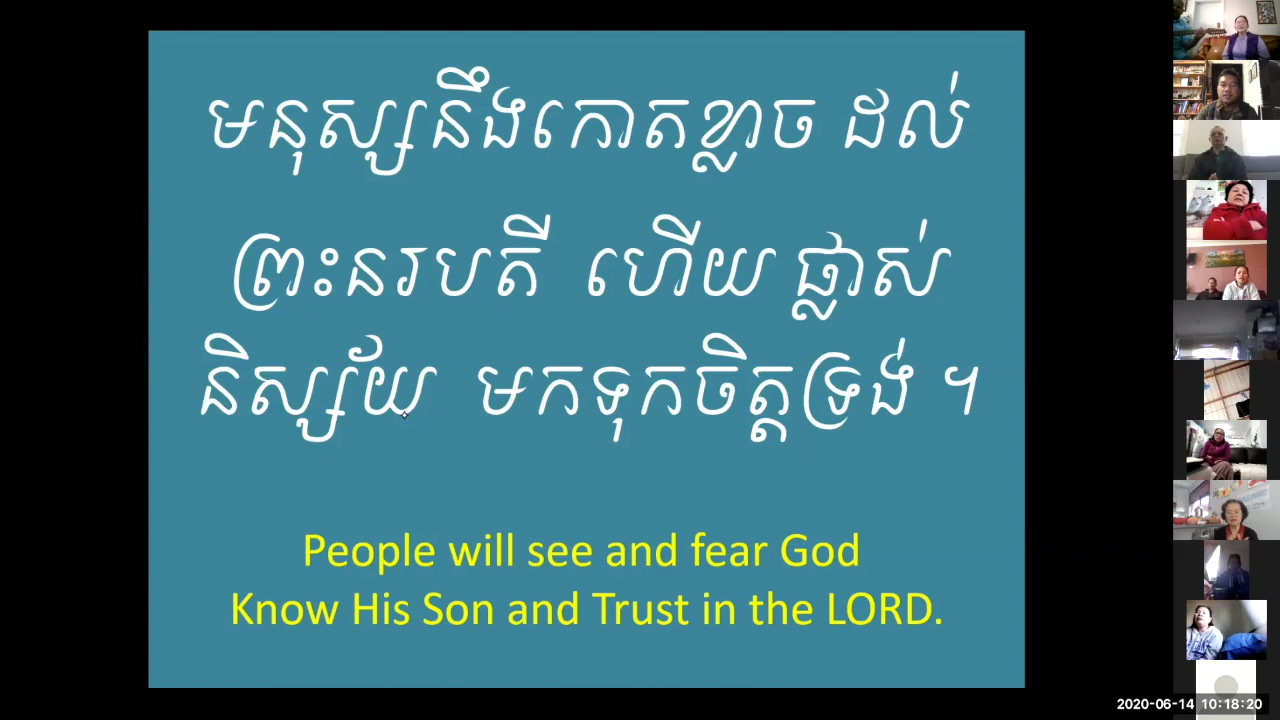 មនុស្សនឹងកោតខ្លាច ដល់
ព្រះនរបតី ហើយ ផ្លាស់
និស្ស័យ មកទុកចិត្តទ្រង់ ។
People will see and fear God
Know His Son and Trust in the LORD.
2020-06-14 10:18:20